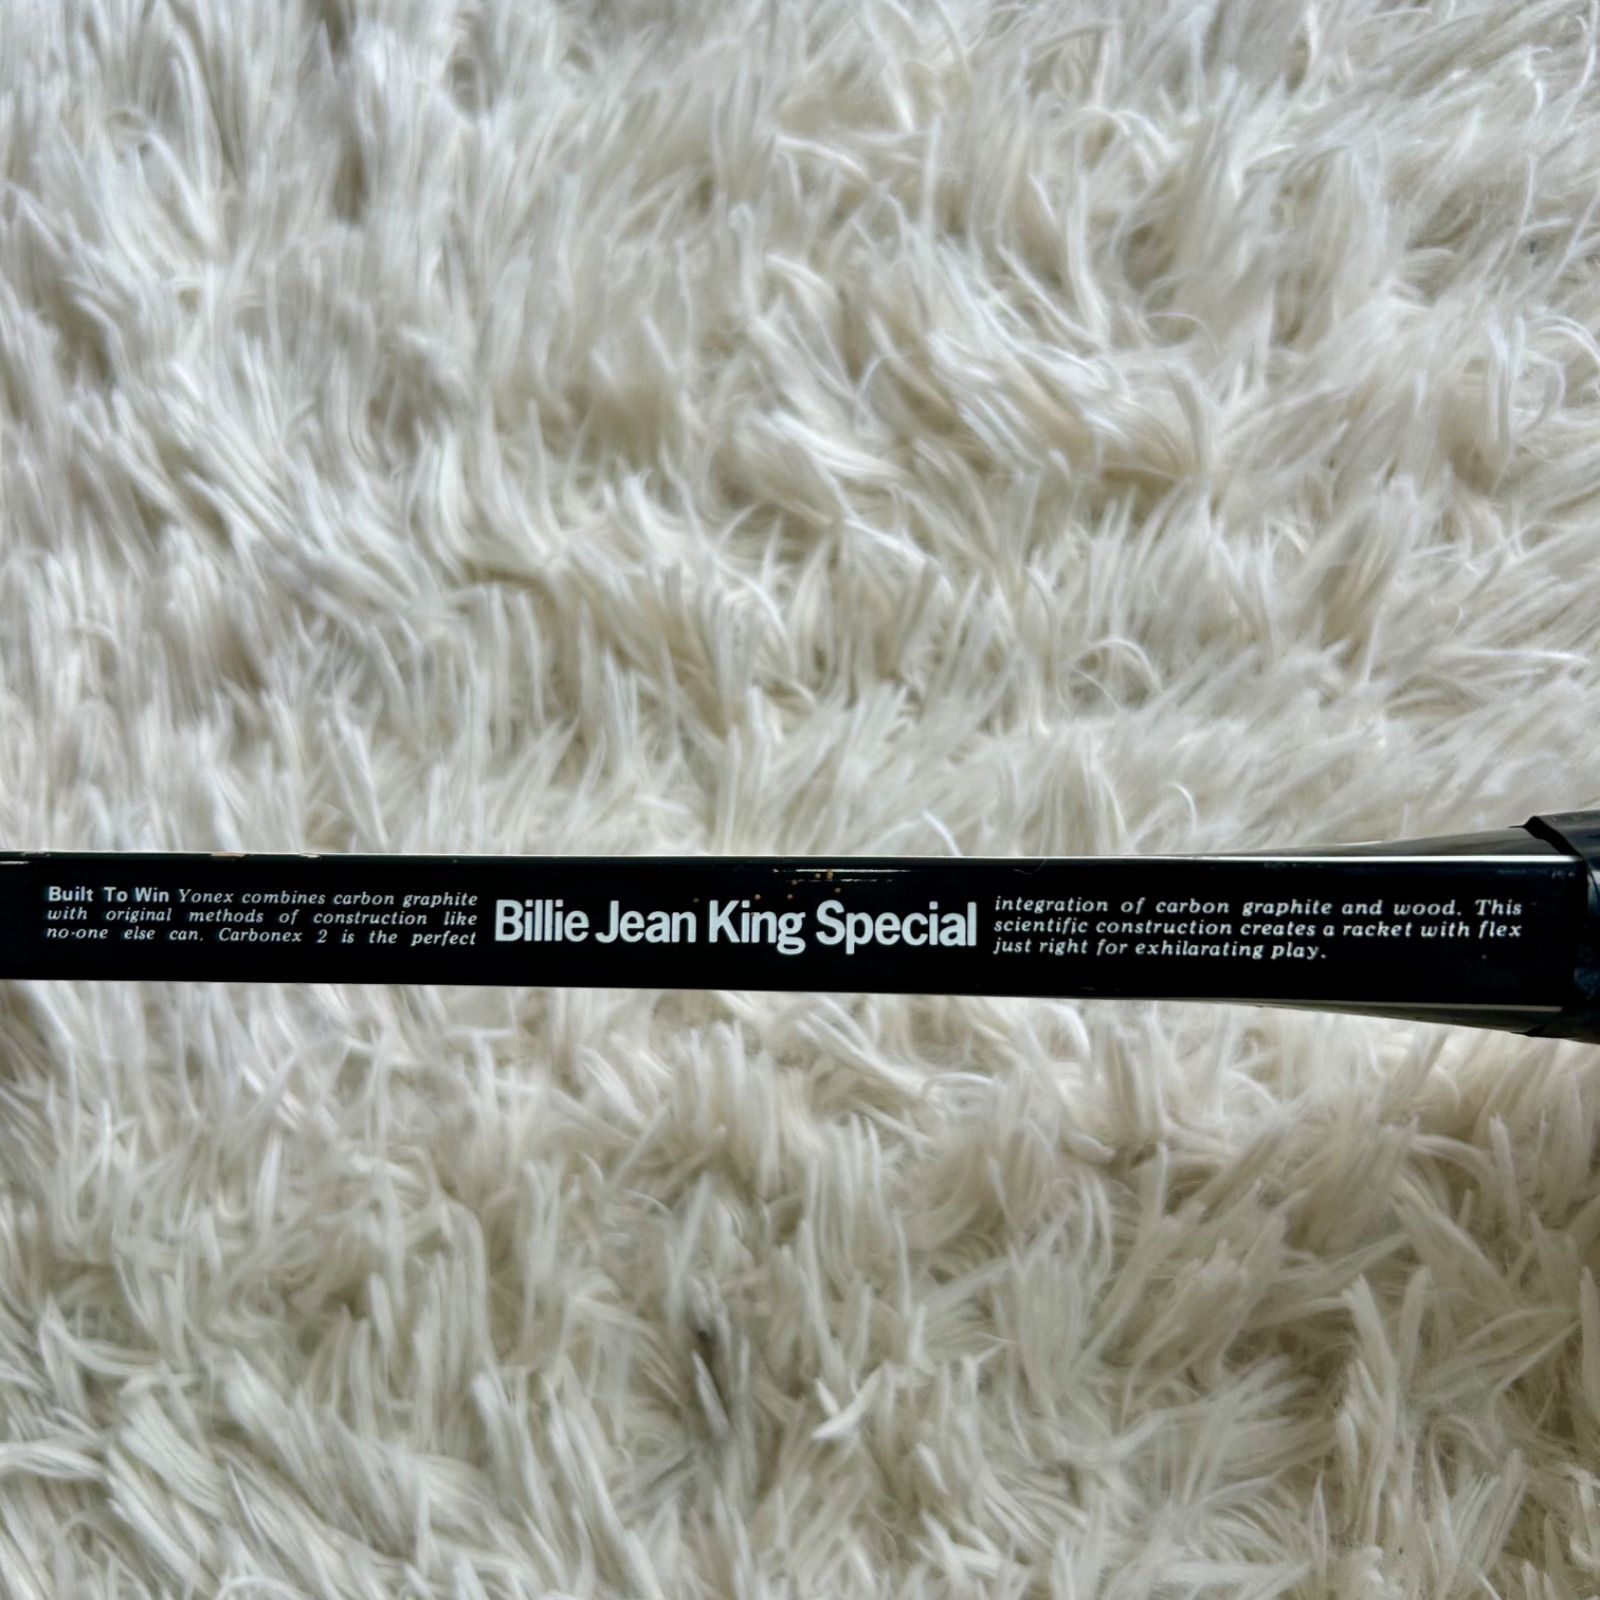 Built To Win Yonex combines carbon graphite
with original methods of construction like
no-one else can. Carbonex 2 is the perfect
Billie Jean King Special
integration of carbon graphite and wood. This
scientific construction creates a racket with flex
just right for exhilarating play.